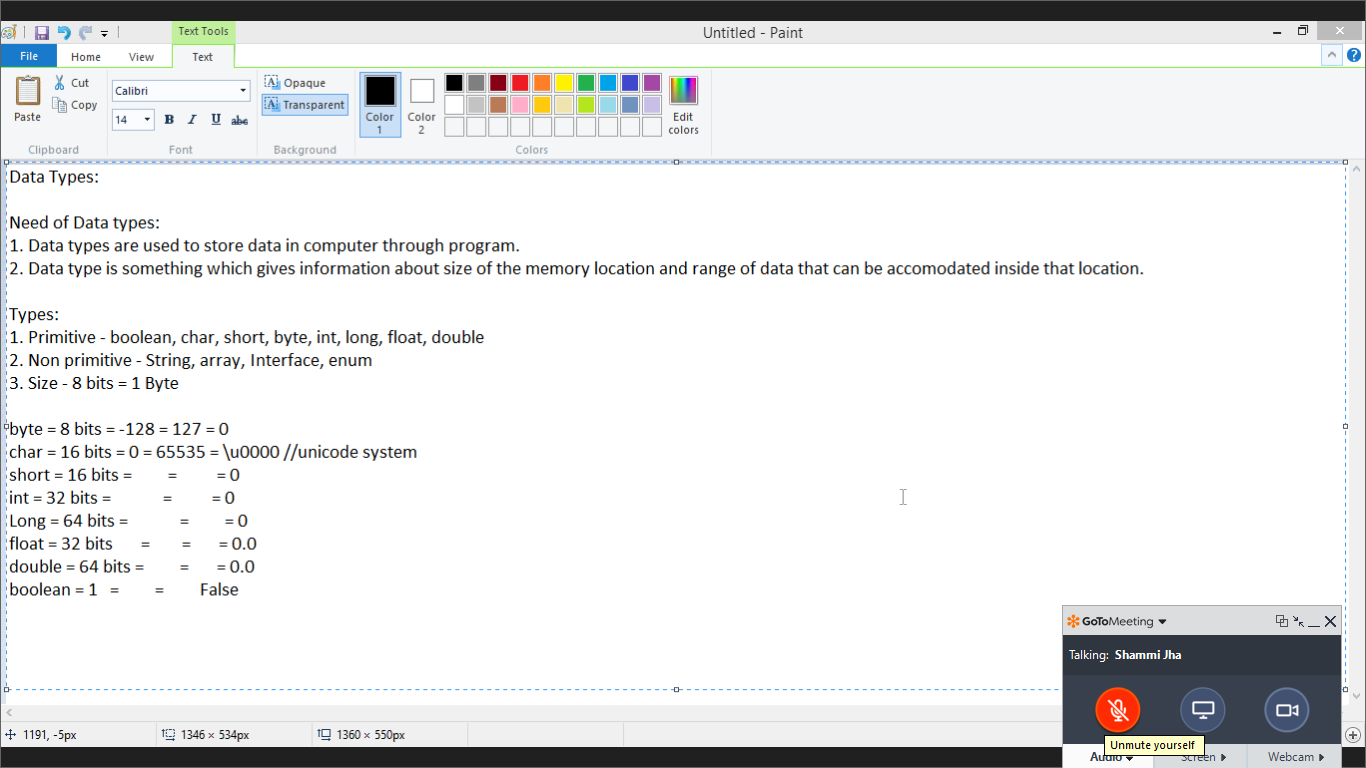 Text Tools
Untitled - Paint
File
Home
View
Text
Paste
Cut
Copy
Clipboard
Calibri
14
B I U abc
Font
Opaque
Transparent
Background
Color 1
Color 2
Edit colors
Colors
Data Types:
Need of Data types:
1. Data types are used to store data in computer through program.
2. Data type is something which gives information about size of the memory location and range of data that can be accomodated inside that location.
Types:
1. Primitive - boolean, char, short, byte, int, long, float, double
2. Non primitive - String, array, Interface, enum
3. Size - 8 bits = 1 Byte
byte = 8 bits = -128 = 127 = 0
char = 16 bits = 0 = 65535 = \u0000 //unicode system
short = 16 bits = = = 0
int = 32 bits = = = 0
Long = 64 bits = = = 0
float = 32 bits = = = 0.0
double = 64 bits = = = 0.0
boolean = 1 = = False
GoToMeeting
Talking: Shammi Jha
Unmute yourself
Audio
Screen
Webcam
1191, -5px
1346 × 534px
1360 × 550px